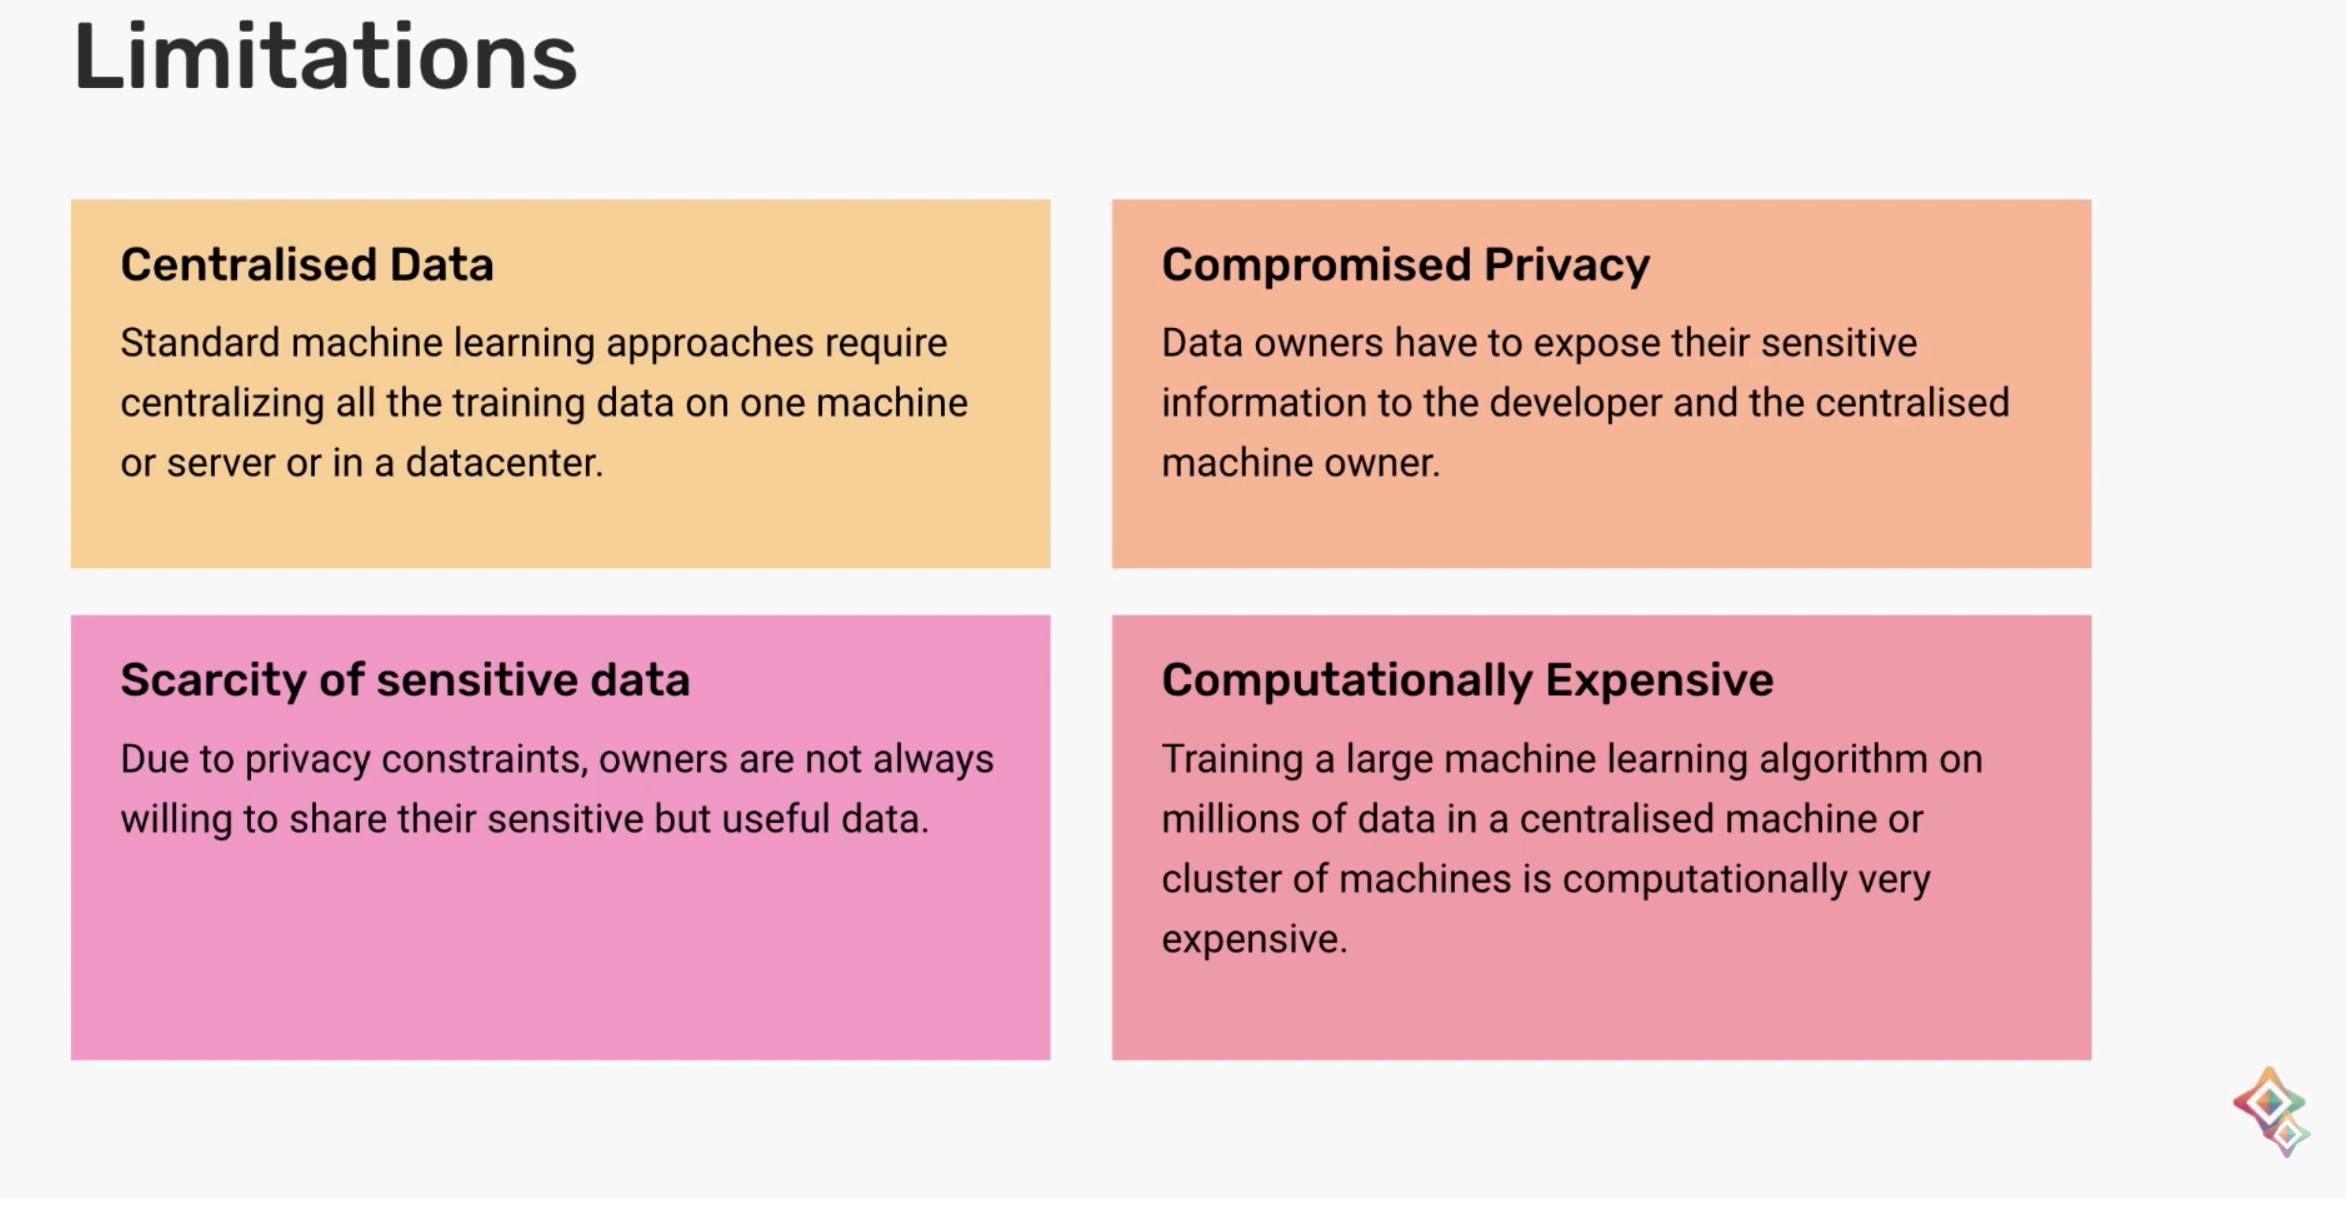 Limitations
Centralised Data
Standard machine learning approaches require
centralizing all the training data on one machine
or server or in a datacenter.
Compromised Privacy
Data owners have to expose their sensitive
information to the developer and the centralised
machine owner.
Scarcity of sensitive data
Due to privacy constraints, owners are not always
willing to share their sensitive but useful data.
Computationally Expensive
Training a large machine learning algorithm on
millions of data in a centralised machine or
cluster of machines is computationally very
expensive.